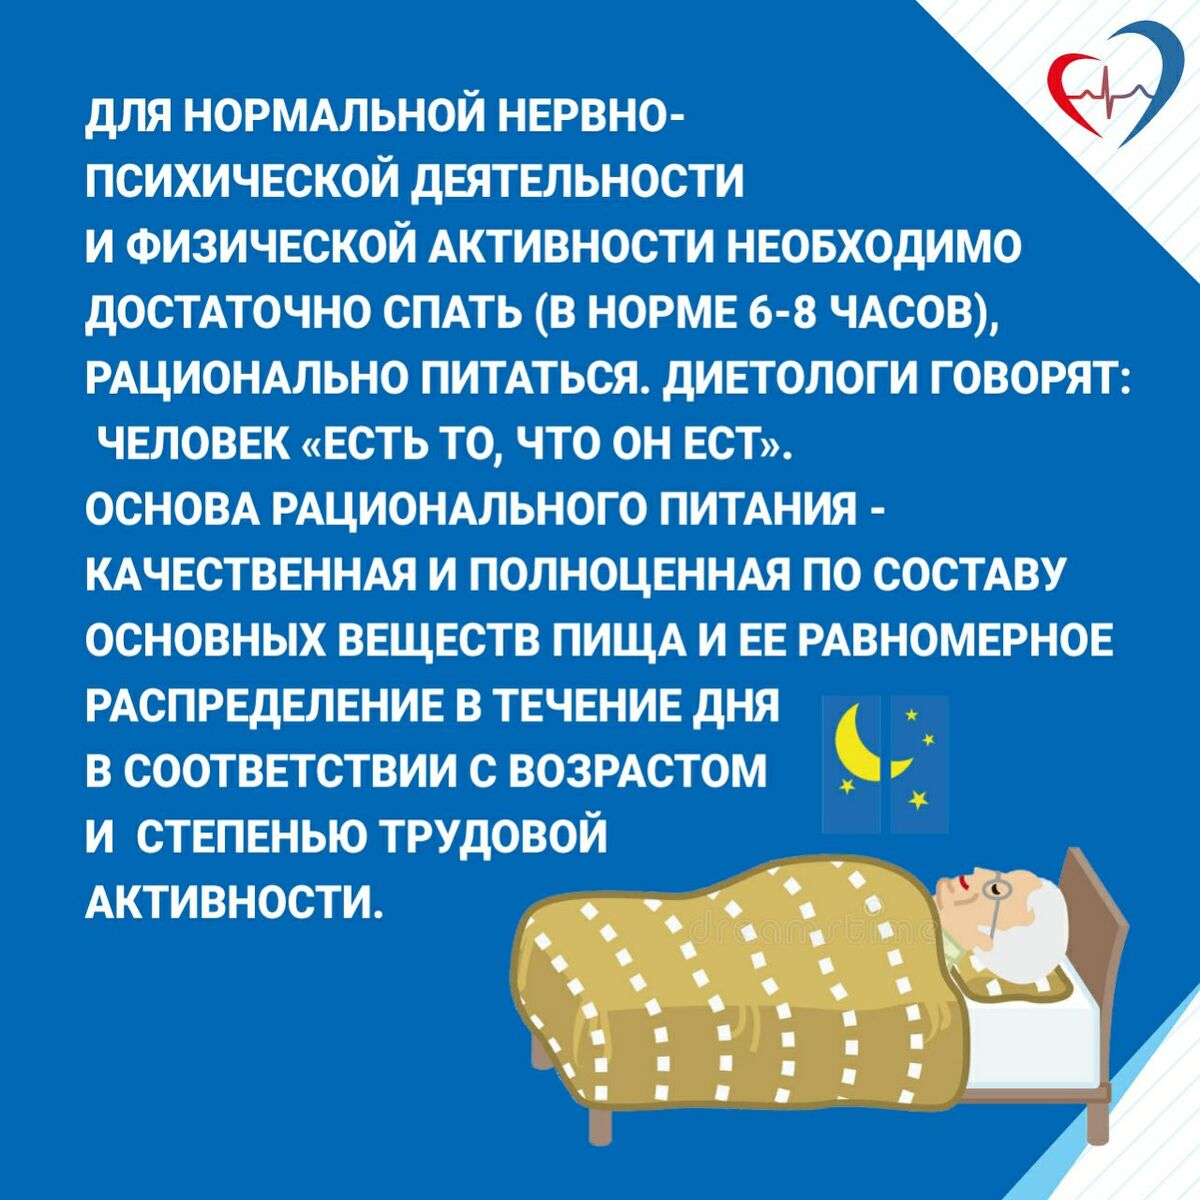 ДЛЯ НОРМАЛЬНОЙ НЕРВНО-
ПСИХИЧЕСКОЙ ДЕЯТЕЛЬНОСТИ
И ФИЗИЧЕСКОЙ АКТИВНОСТИ НЕОБХОДИМО
ДОСТАТОЧНО СПАТЬ (В НОРМЕ 6-8 ЧАСОВ),
РАЦИОНАЛЬНО ПИТАТЬСЯ. ДИЕТОЛОГИ ГОВОРЯТ:
ЧЕЛОВЕК «ЕСТЬ ТО, ЧТО ОН ЕСТ».
ОСНОВА РАЦИОНАЛЬНОГО ПИТАНИЯ -
КАЧЕСТВЕННАЯ И ПОЛНОЦЕННАЯ ПО СОСТАВУ
ОСНОВНЫХ ВЕЩЕСТВ ПИЩА И ЕЕ РАВНОМЕРНОЕ
РАСПРЕДЕЛЕНИЕ В ТЕЧЕНИЕ ДНЯ
В СООТВЕТСТВИИ С ВОЗРАСТОМ
И СТЕПЕНЬЮ ТРУДОВОЙ
АКТИВНОСТИ.
dreamstime